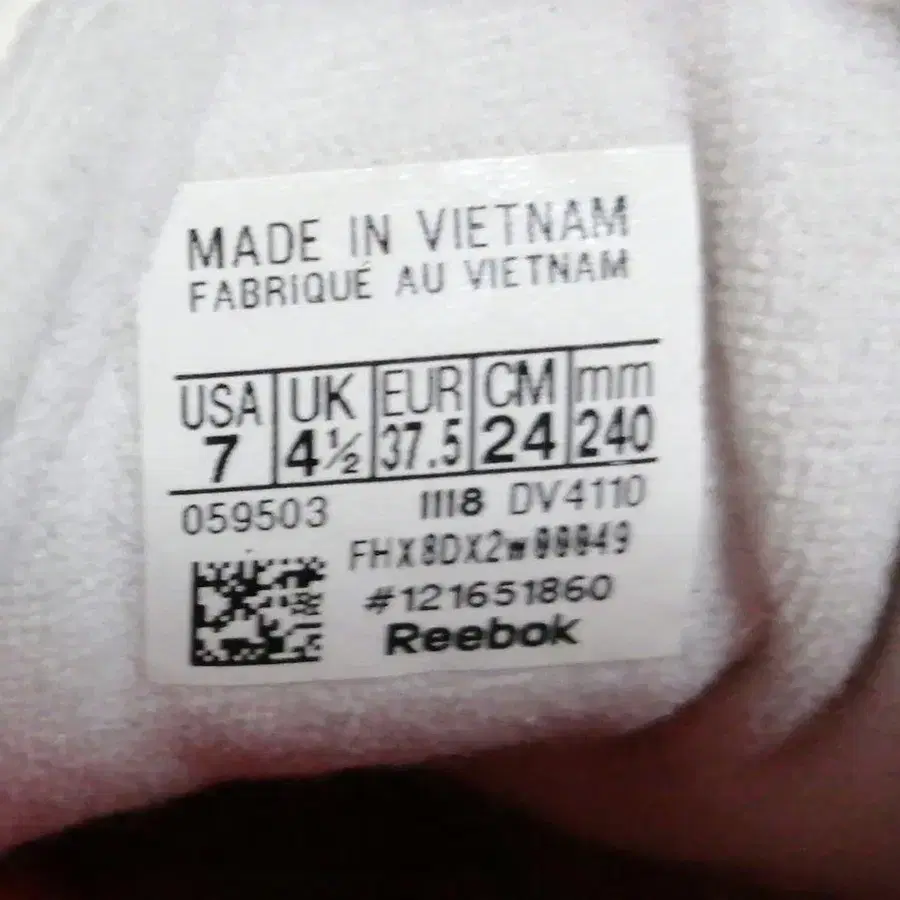 MADE IN VIETNAM
FABRIQUÉ AU VIETNAM
USA UK EUR CM mm
7 4½ 37.5 24 240
059503 1118 DV4110
#121651860
Reebok